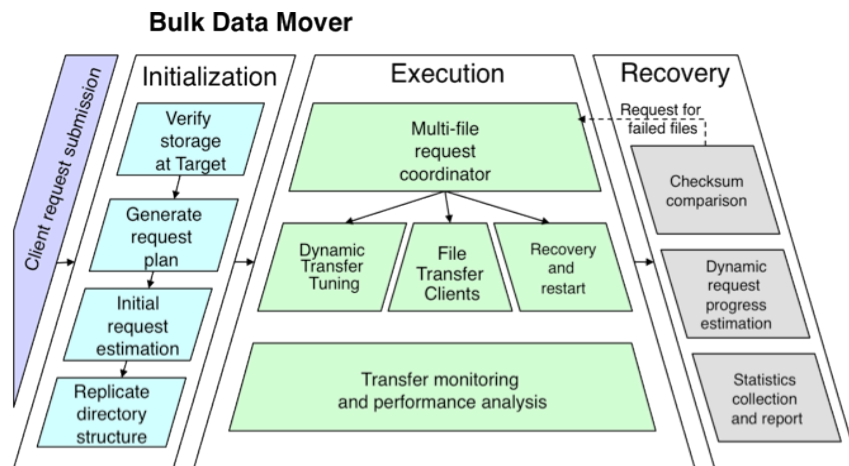 Bulk Data Mover
Client request submission
Initialization
Verify
storage
at Target
Generate
request
plan
Initial
request
estimation
Replicate
directory
structure
Execution
Multi-file
request
coordinator
Dynamic
Transfer
Tuning
File
Transfer
Clients
Recovery
and
restart
Transfer monitoring
and performance analysis
Recovery
Request for
failed files
Checksum
comparison
Dynamic
request
progress
estimation
Statistics
collection
and report